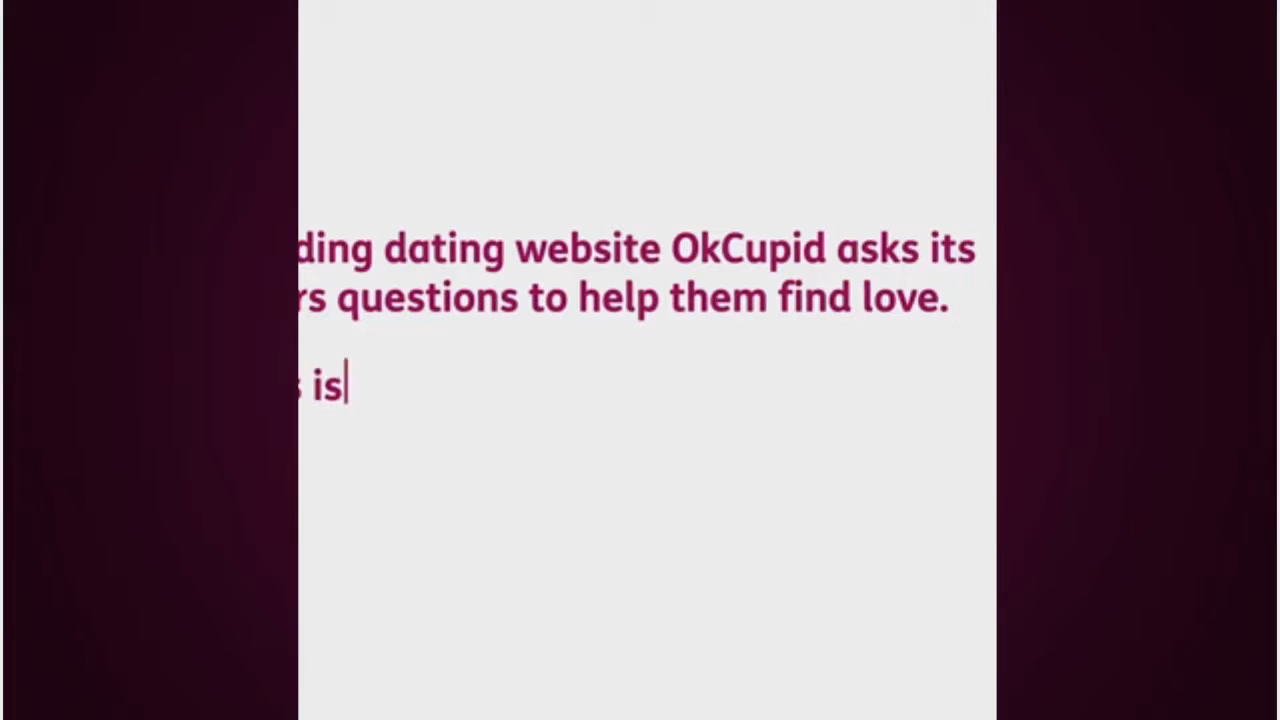 ding dating website OkCupid asks its
rs questions to help them find love.
s is